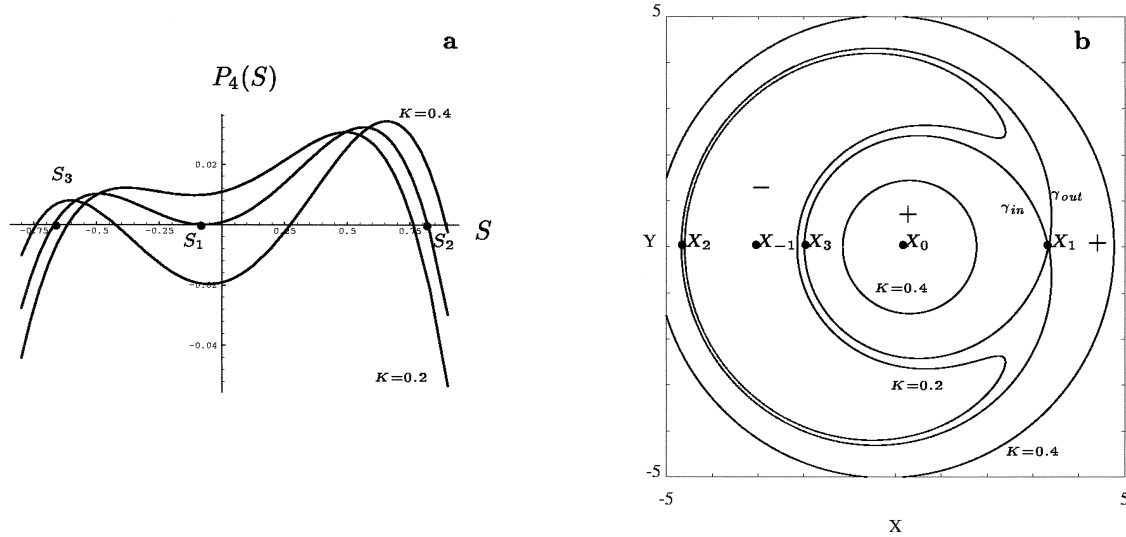 a
P₄(S)
K=0.4
0.02
S₃
-0.75
-0.5
-0.25
0.25
0.5
0.75
S
S₁
S₂
-0.02
-0.04
K=0.2
5
b
−
+
γin
γout
Y
X₂
X₋₁
X₃
X₀
X₁
+
K=0.4
K=0.2
K=0.4
-5
-5
5
X